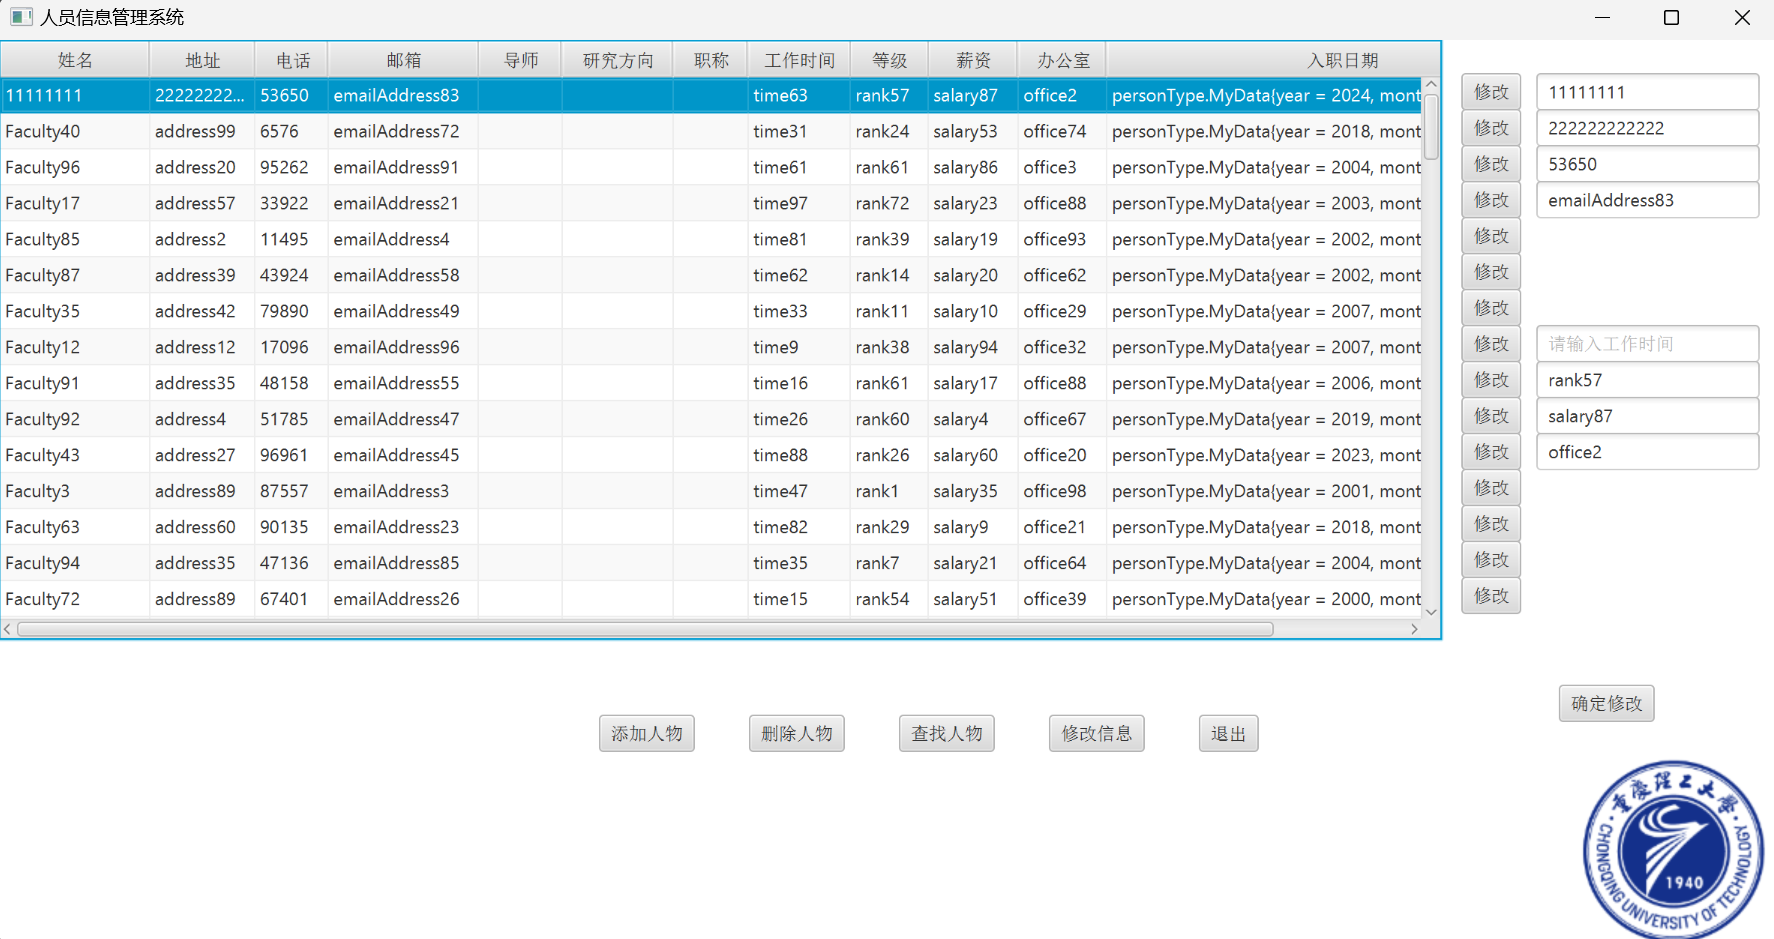 人员信息管理系统
姓名 地址 电话 邮箱 导师 研究方向 职称 工作时间 等级 薪资 办公室 入职日期
11111111 22222222... 53650 emailAddress83 time63 rank57 salary87 office2 personType.MyData{year = 2024, mont
Faculty40 address99 6576 emailAddress72 time31 rank24 salary53 office74 personType.MyData{year = 2018, mont
Faculty96 address20 95262 emailAddress91 time61 rank61 salary86 office3 personType.MyData{year = 2004, mont
Faculty17 address57 33922 emailAddress21 time97 rank72 salary23 office88 personType.MyData{year = 2003, mont
Faculty85 address2 11495 emailAddress4 time81 rank39 salary19 office93 personType.MyData{year = 2002, mont
Faculty87 address39 43924 emailAddress58 time62 rank14 salary20 office62 personType.MyData{year = 2002, mont
Faculty35 address42 79890 emailAddress49 time33 rank11 salary10 office29 personType.MyData{year = 2007, mont
Faculty12 address12 17096 emailAddress96 time9 rank38 salary94 office32 personType.MyData{year = 2007, mont
Faculty91 address35 48158 emailAddress55 time16 rank61 salary17 office88 personType.MyData{year = 2006, mont
Faculty92 address4 51785 emailAddress47 time26 rank60 salary4 office67 personType.MyData{year = 2019, mont
Faculty43 address27 96961 emailAddress45 time88 rank26 salary60 office20 personType.MyData{year = 2023, mont
Faculty3 address89 87557 emailAddress3 time47 rank1 salary35 office98 personType.MyData{year = 2001, mont
Faculty63 address60 90135 emailAddress23 time82 rank29 salary9 office21 personType.MyData{year = 2018, mont
Faculty94 address35 47136 emailAddress85 time35 rank7 salary21 office64 personType.MyData{year = 2004, mont
Faculty72 address89 67401 emailAddress26 time15 rank54 salary51 office39 personType.MyData{year = 2000, mont
修改 11111111
修改 222222222222
修改 53650
修改 emailAddress83
修改
修改
修改
修改 请输入工作时间
修改 rank57
修改 salary87
修改 office2
修改
修改
修改
修改
确定修改
添加人物 删除人物 查找人物 修改信息 退出
重庆理工大学
1940
CHONGQING UNIVERSITY OF TECHNOLOGY